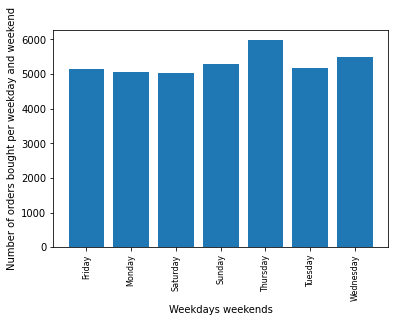 Number of orders bought per weekday and weekend
6000
5000
4000
3000
2000
1000
0
Friday
Monday
Saturday
Sunday
Thursday
Tuesday
Wednesday
Weekdays weekends